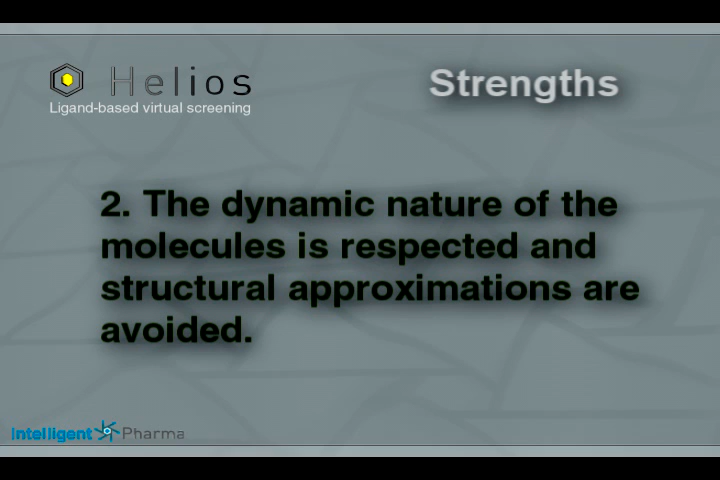 Helios
Ligand-based virtual screening
Strengths
2. The dynamic nature of the
molecules is respected and
structural approximations are
avoided.
Intelligent Pharma